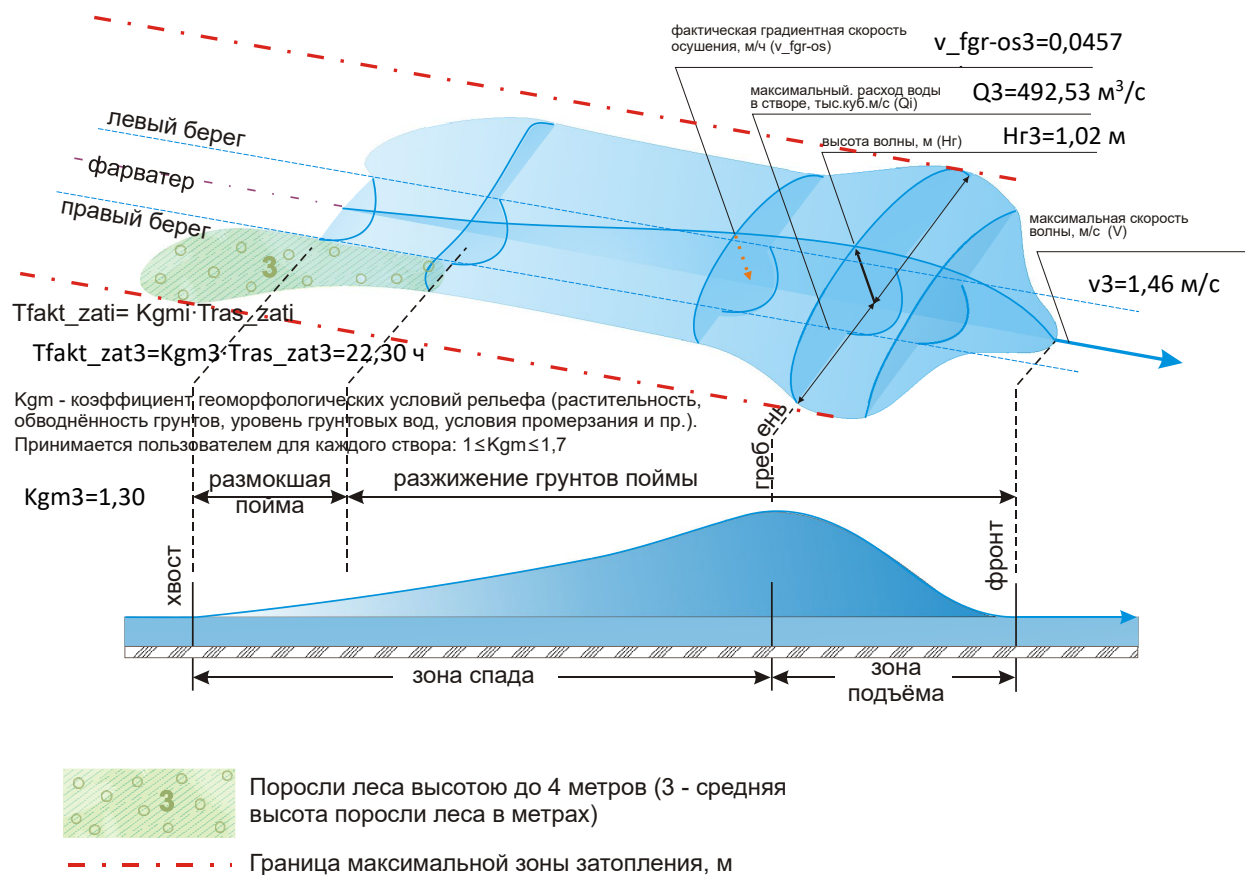 фактическая градиентная скорость
осушения, м/ч (v_fgr-os)
v_fgr-os3=0,0457
максимальный. расход воды
в створе, тыс.куб.м/с (Qi)
Q3=492,53 м³/с
высота волны, м (Нг)
Нг3=1,02 м
левый берег
фарватер
правый берег
3
максимальная скорость
волны, м/с (V)
v3=1,46 м/с
Tfakt_zati= Kgmi·Tras_zati
Tfakt_zat3=Kgm3·Tras_zat3=22,30 ч
Kgm - коэффициент геоморфологических условий рельефа (растительность,
обводнённость грунтов, уровень грунтовых вод, условия промерзания и пр.).
Принимается пользователем для каждого створа: 1≤Kgm≤1,7
Kgm3=1,30
размокшая
пойма
разжижение грунтов поймы
греб ень
хвост
фронт
зона спада
зона
подъёма
3
Поросли леса высотою до 4 метров (3 - средняя
высота поросли леса в метрах)
Граница максимальной зоны затопления, м